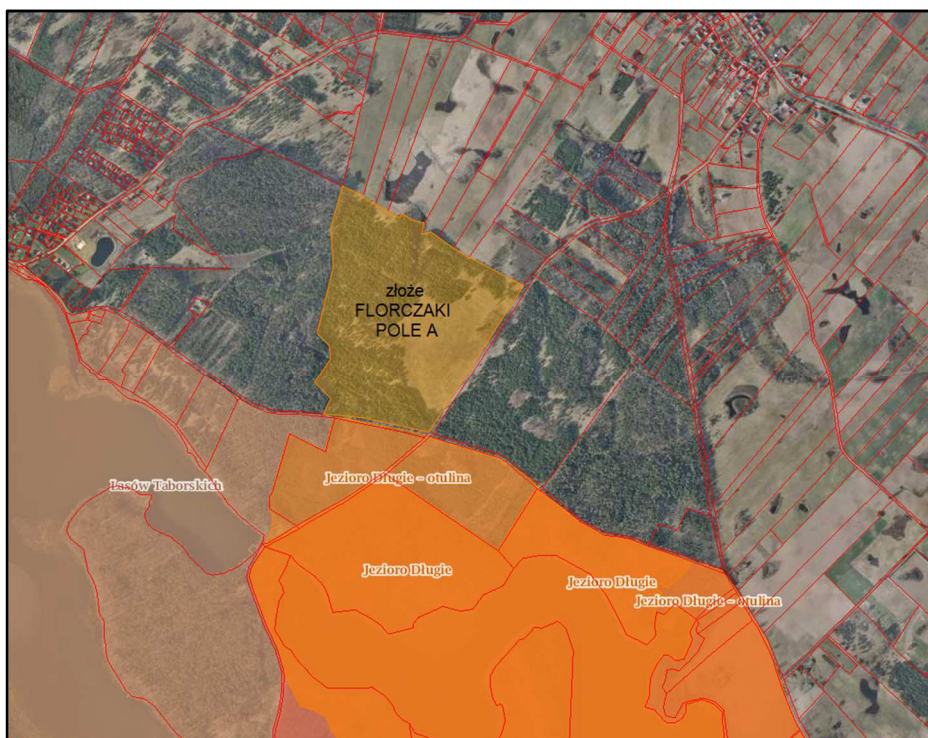 złoże
FLORCZAKI
POLE A
Lasów Taborskich
Jezioro Długie - otulina
Jezioro Długie
Jezioro Długie
Jezioro Długie - otulina